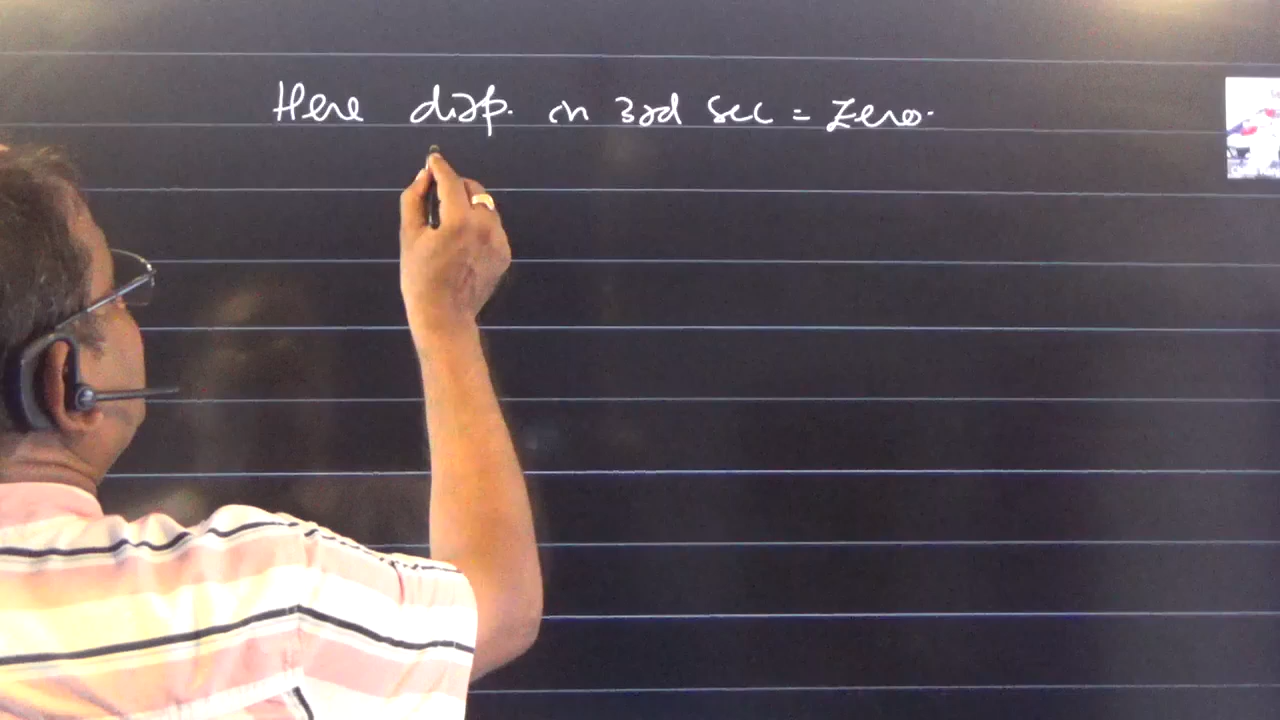 Here disp. in 3rd sec = zero.